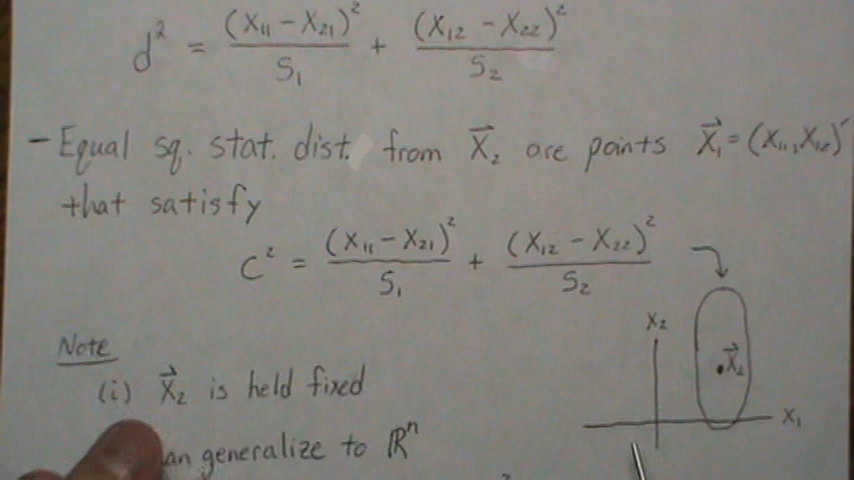 d² = (X₁₁ - X₂₁)² / S₁ + (X₁₂ - X₂₂)² / S₂
- Equal sq. stat. dist. from X⃗₂ are points X⃗₁ = (X₁₁, X₁₂)′
that satisfy
C² = (X₁₁ - X₂₁)² / S₁ + (X₁₂ - X₂₂)² / S₂
Note
X₂
X⃗₂
(i) X⃗₂ is held fixed
X₁
generalize to ℝⁿ